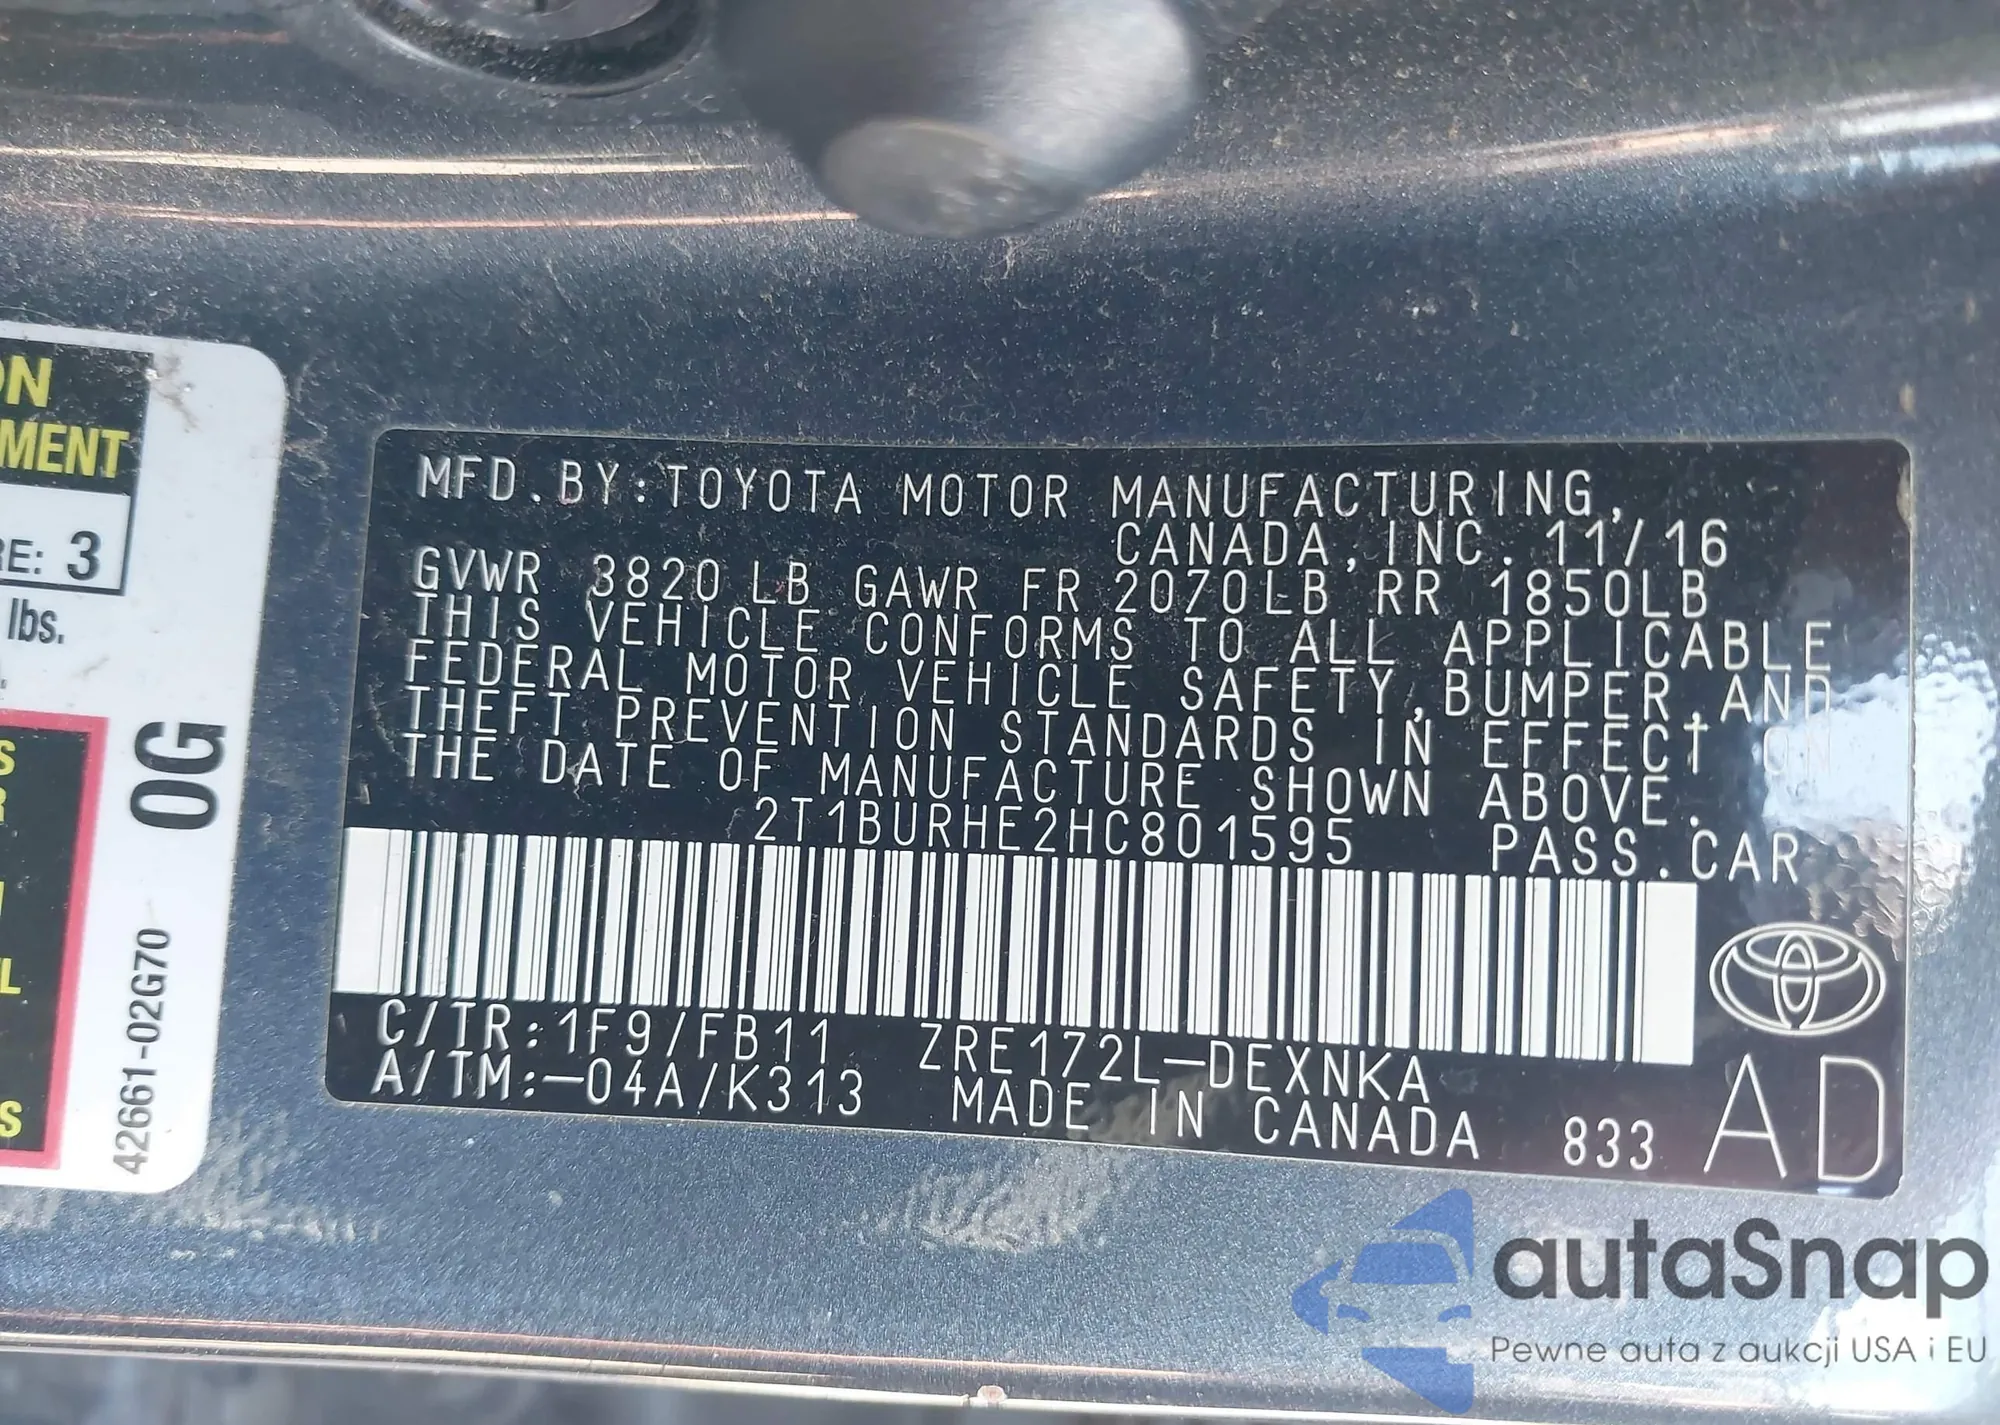 ON
MENT
RE: 3
lbs.
S
R
L
S
0G
42661-02G70
MFD.BY:TOYOTA MOTOR MANUFACTURING,
CANADA,INC. 11/16
GVWR 3820 LB GAWR FR 2070LB RR 1850LB
THIS VEHICLE CONFORMS TO ALL APPLICABLE
FEDERAL MOTOR VEHICLE SAFETY,BUMPER,AND
THEFT PREVENTION STANDARDS IN EFFECT ON
THE DATE OF MANUFACTURE SHOWN ABOVE.
2T1BURHE2HC801595 PASS.CAR
C/TR:1F9/FB11 ZRE172L-DEXNKA
A/TM:-04A/K313 MADE IN CANADA 833 AD
autaSnap
Pewne auta z aukcji USA i EU